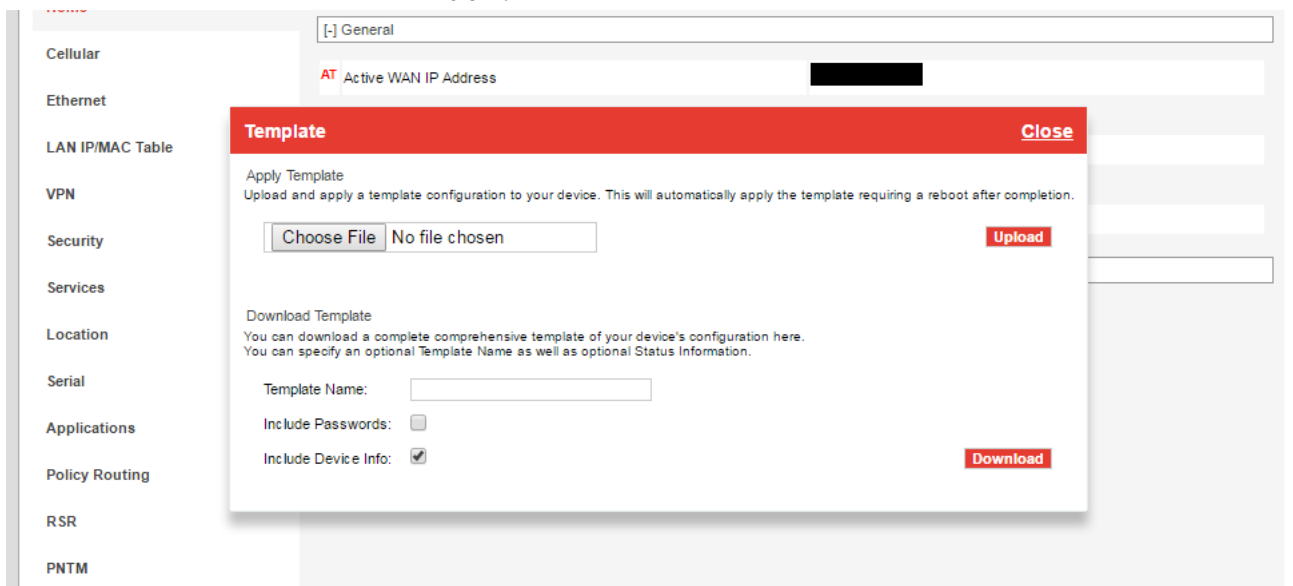 Home
[-] General
Cellular
AT Active WAN IP Address
Ethernet
Template Close
LAN IP/MAC Table
Apply Template
Upload and apply a template configuration to your device. This will automatically apply the template requiring a reboot after completion.
VPN
Choose File No file chosen
Upload
Security
Services
Download Template
Location
You can download a complete comprehensive template of your device's configuration here.
You can specify an optional Template Name as well as optional Status Information.
Serial
Template Name:
Applications
Include Passwords:
Include Device Info:
Download
Policy Routing
RSR
PNTM